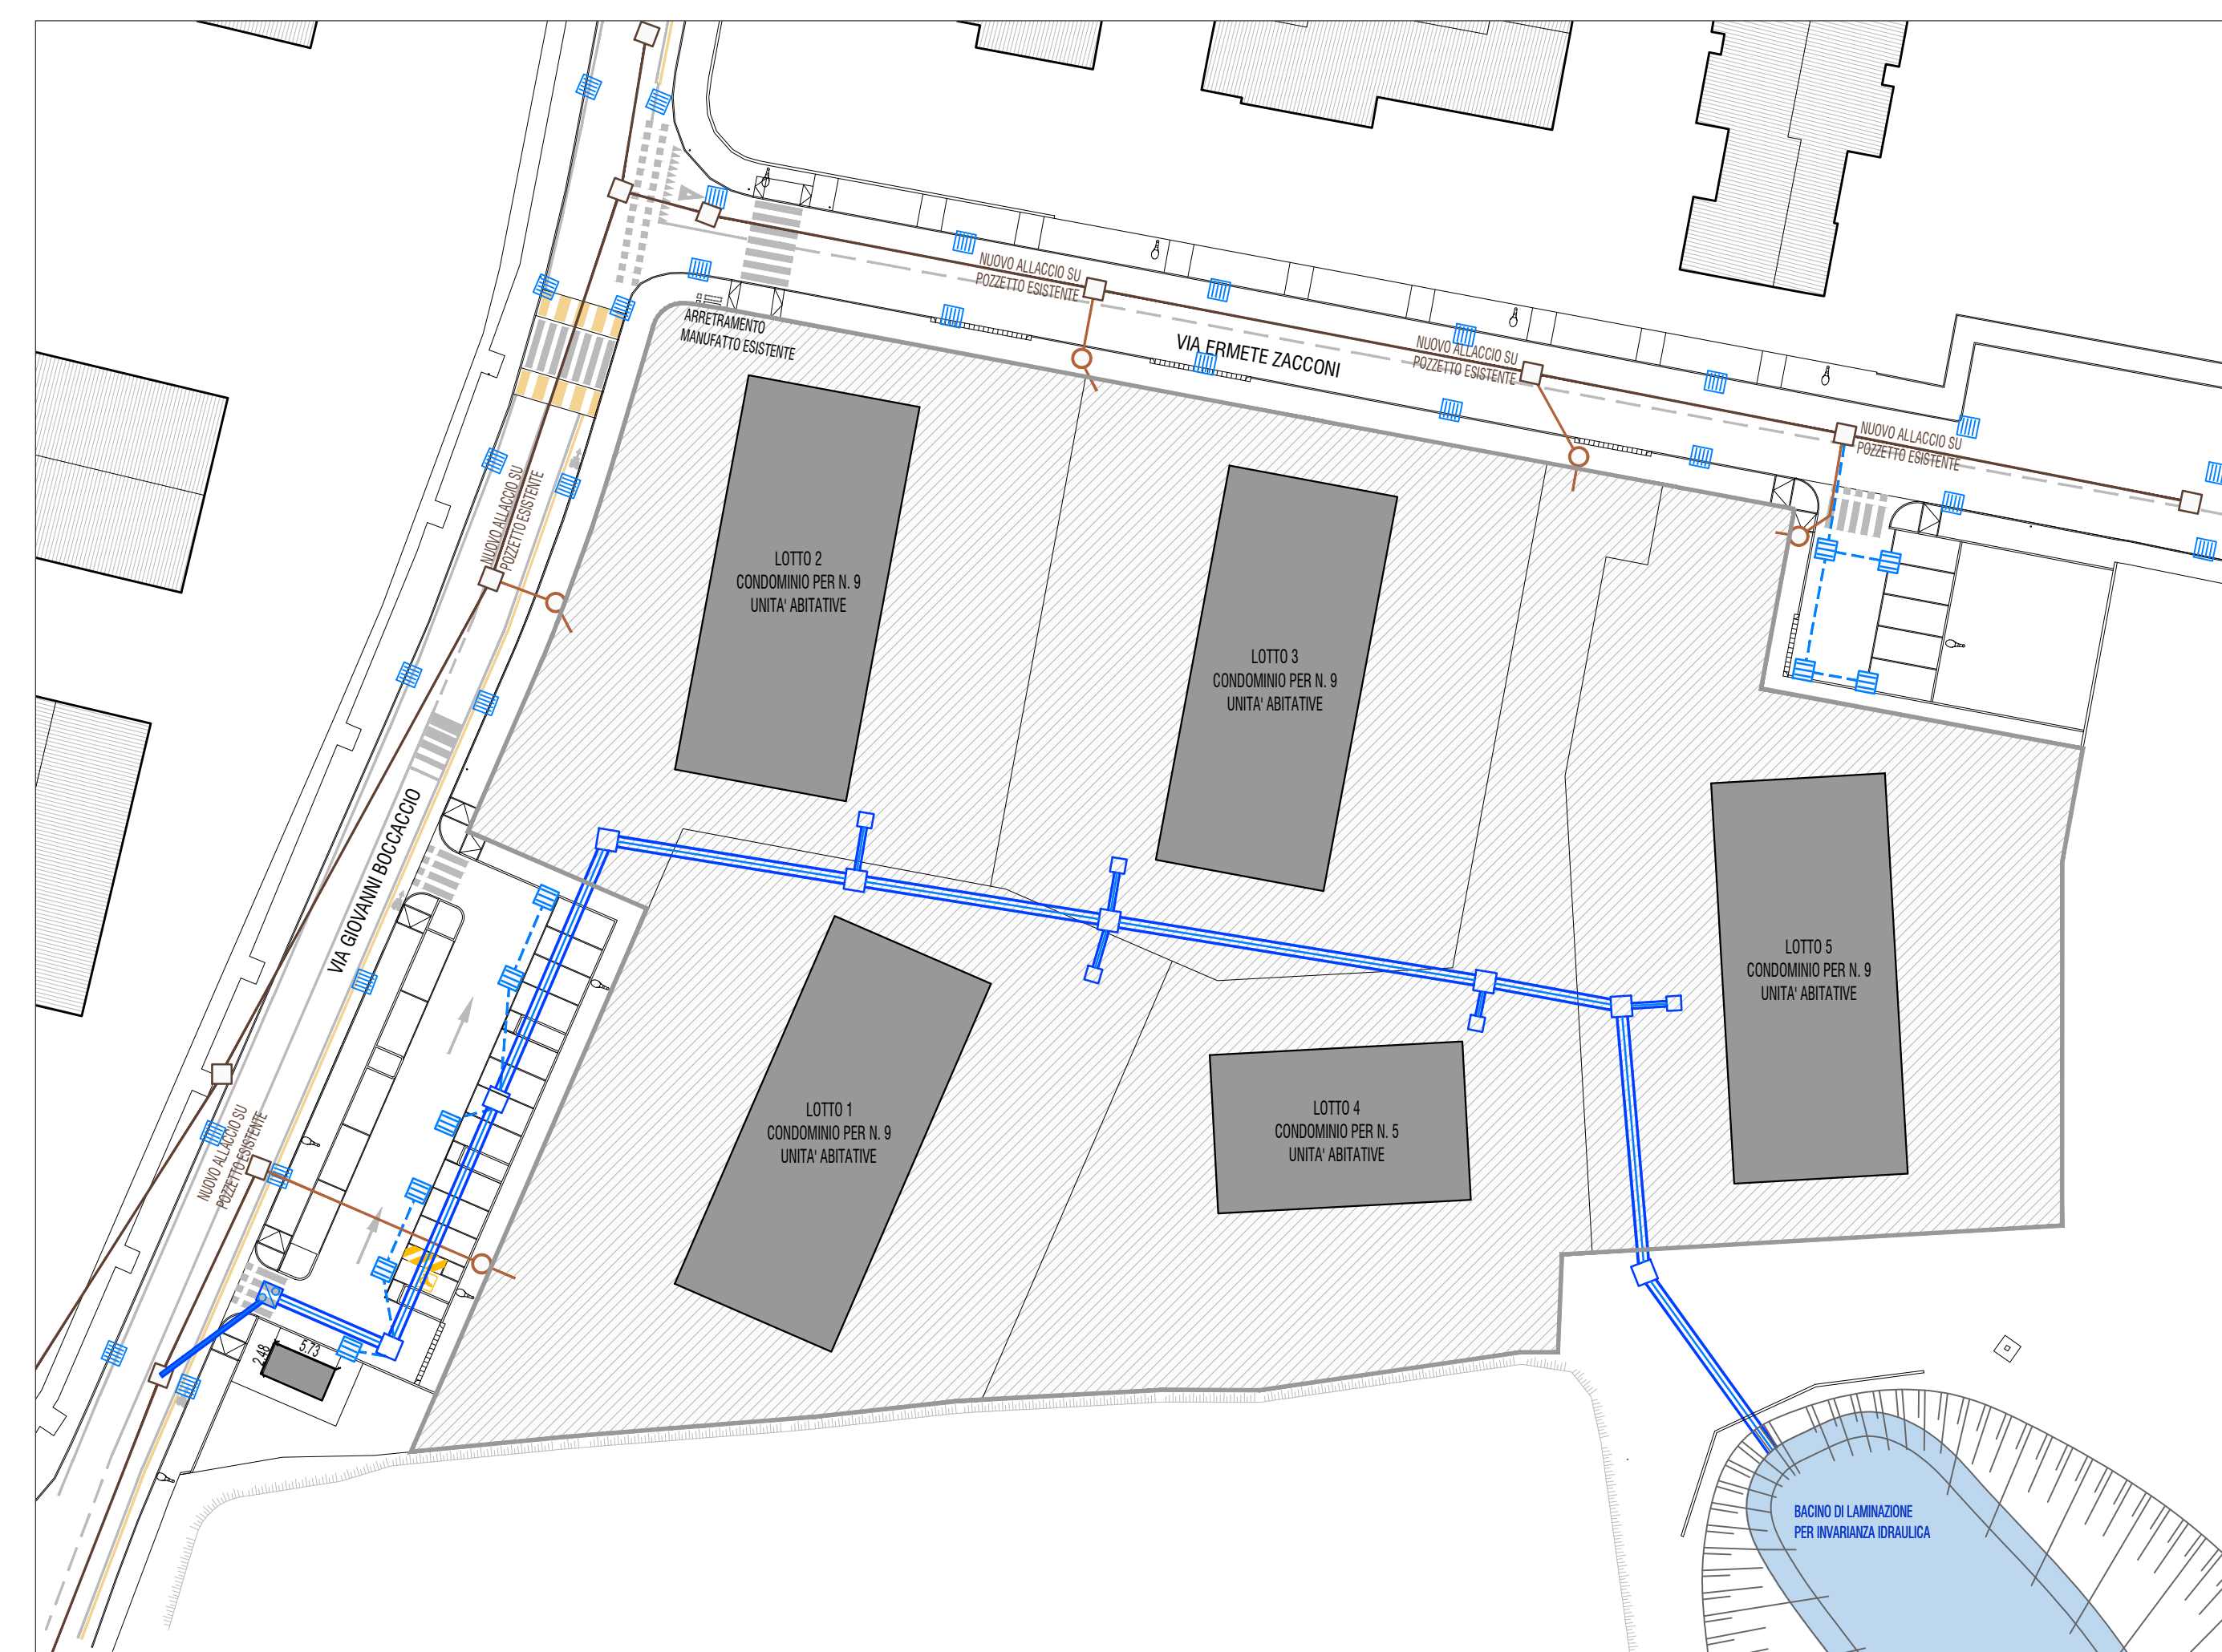 NUOVO ALLACCIO SU
POZZETTO ESISTENTE
ARRETRAMENTO
MANUFATTO ESISTENTE
VIA ERMETE ZACCONI
NUOVO ALLACCIO SU
POZZETTO ESISTENTE
NUOVO ALLACCIO SU
POZZETTO ESISTENTE
NUOVO ALLACCIO SU
POZZETTO ESISTENTE
LOTTO 2
CONDOMINIO PER N. 9
UNITA' ABITATIVE
LOTTO 3
CONDOMINIO PER N. 9
UNITA' ABITATIVE
VIA GIOVANNI BOCCACCIO
LOTTO 5
CONDOMINIO PER N. 9
UNITA' ABITATIVE
LOTTO 1
CONDOMINIO PER N. 9
UNITA' ABITATIVE
LOTTO 4
CONDOMINIO PER N. 5
UNITA' ABITATIVE
NUOVO ALLACCIO SU
POZZETTO ESISTENTE
2.48
5.73
BACINO DI LAMINAZIONE
PER INVARIANZA IDRAULICA